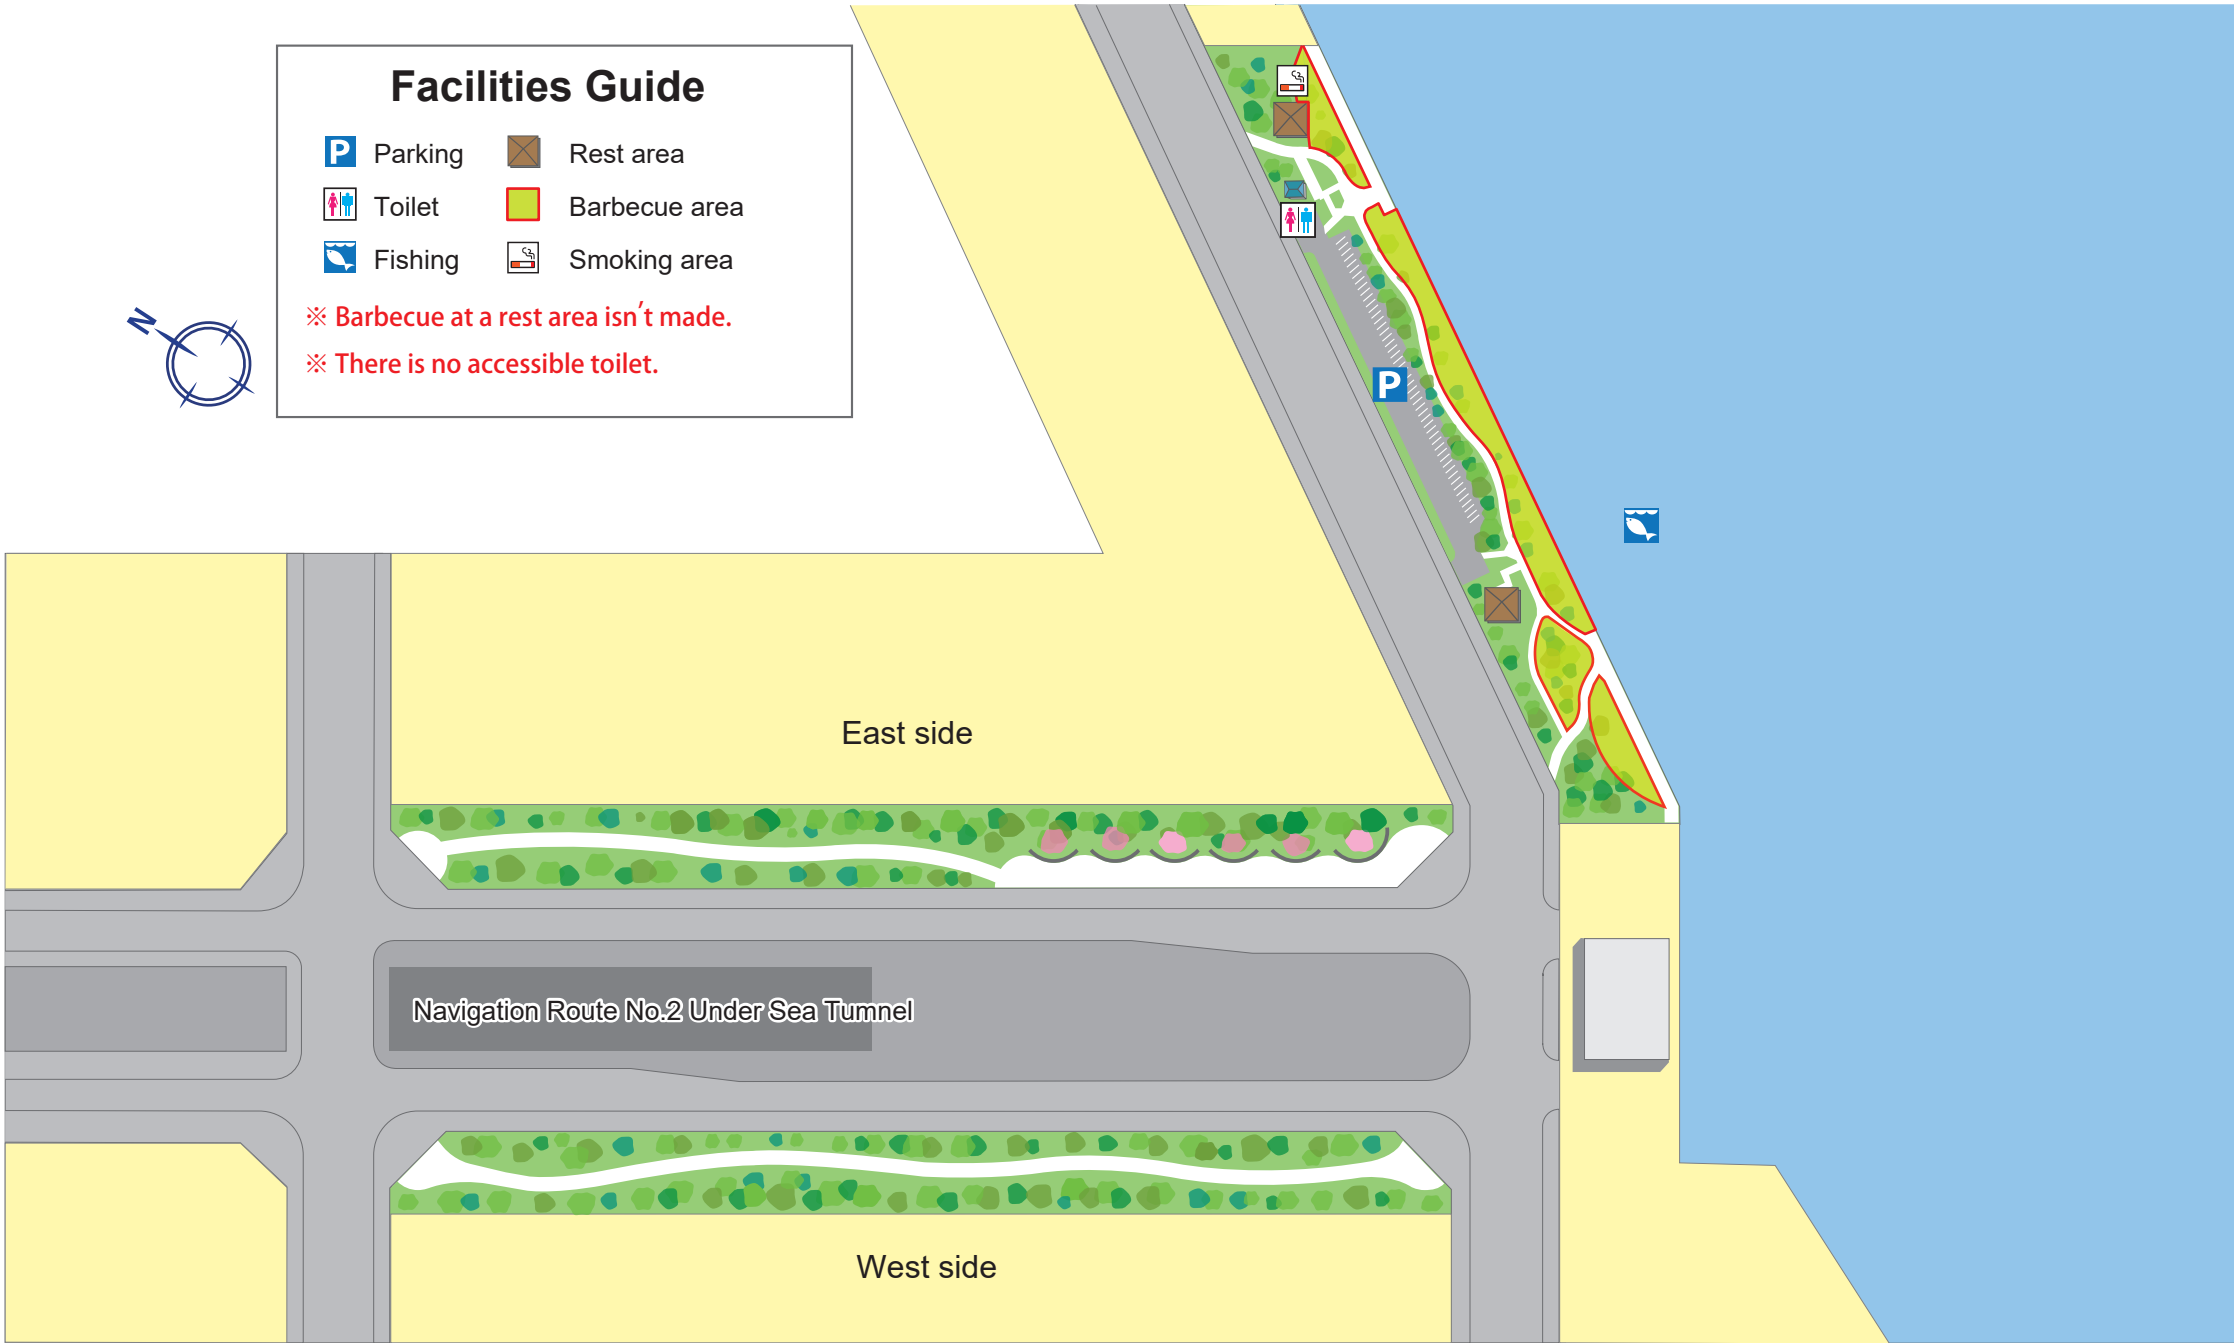 Facilities Guide
P Parking
Rest area
Toilet
Barbecue area
Fishing
Smoking area
※ Barbecue at a rest area isn't made.
※ There is no accessible toilet.
N
P
East side
Navigation Route No.2 Under Sea Tumnel
West side